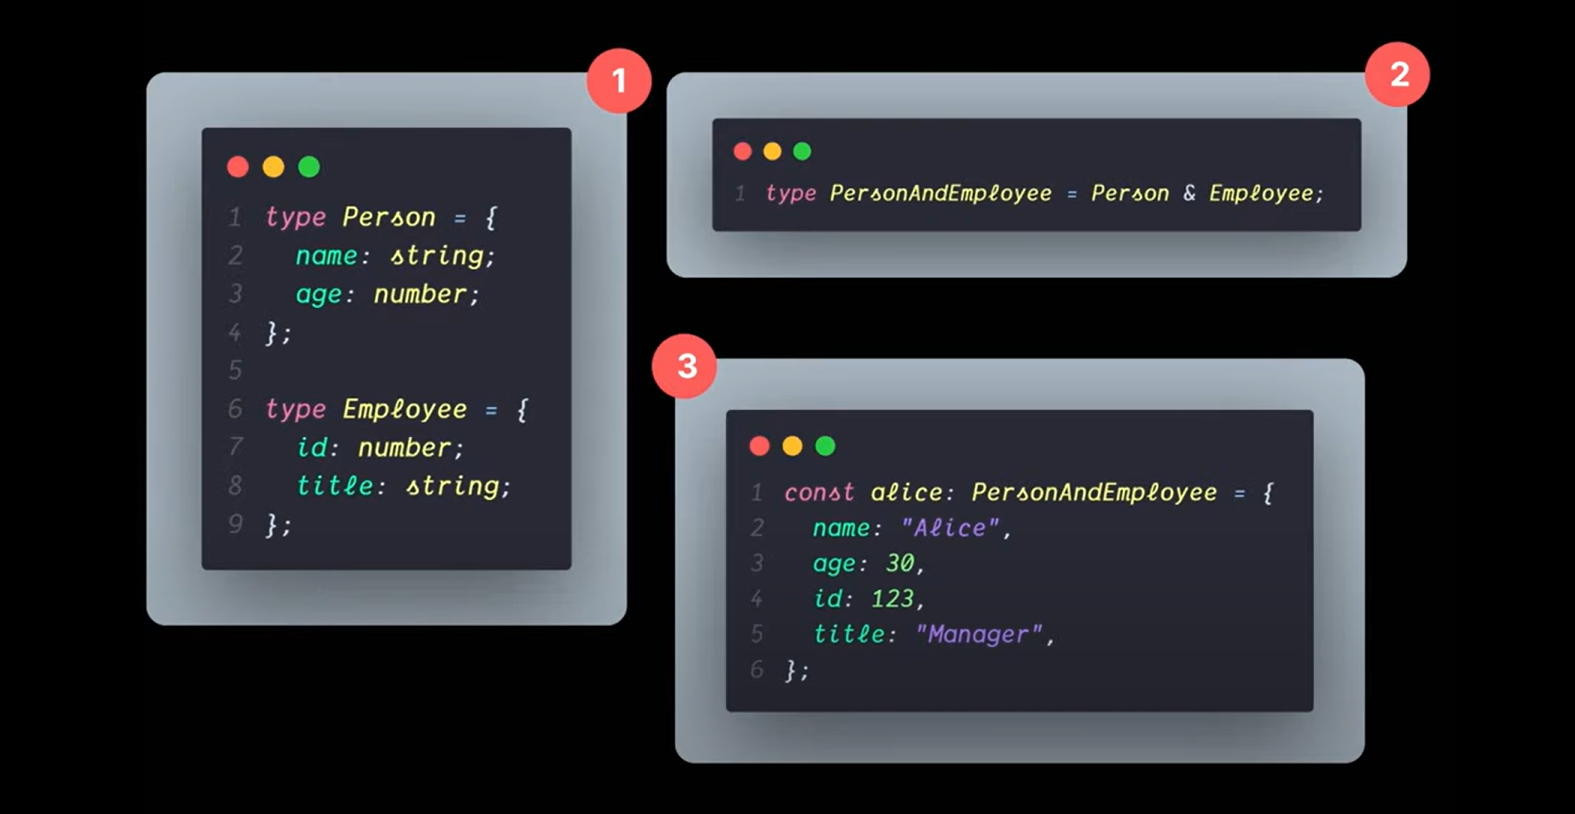 1
1 type Person = {
2   name: string;
3   age: number;
4 };
5
6 type Employee = {
7   id: number;
8   title: string;
9 };
2
1 type PersonAndEmployee = Person & Employee;
3
1 const alice: PersonAndEmployee = {
2   name: "Alice",
3   age: 30,
4   id: 123,
5   title: "Manager",
6 };